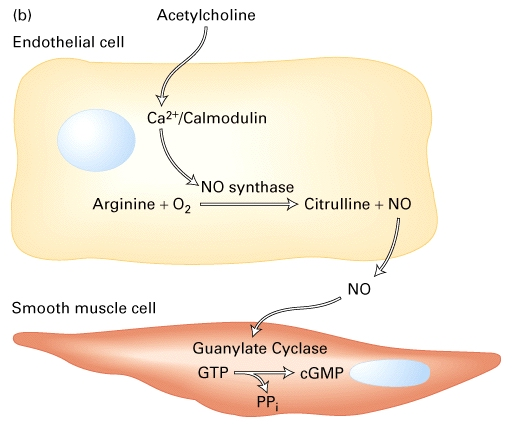 (b)
Acetylcholine
Endothelial cell
Ca²⁺/Calmodulin
NO synthase
Arginine + O₂ Citrulline + NO
NO
Smooth muscle cell
Guanylate Cyclase
GTP cGMP
PPᵢ